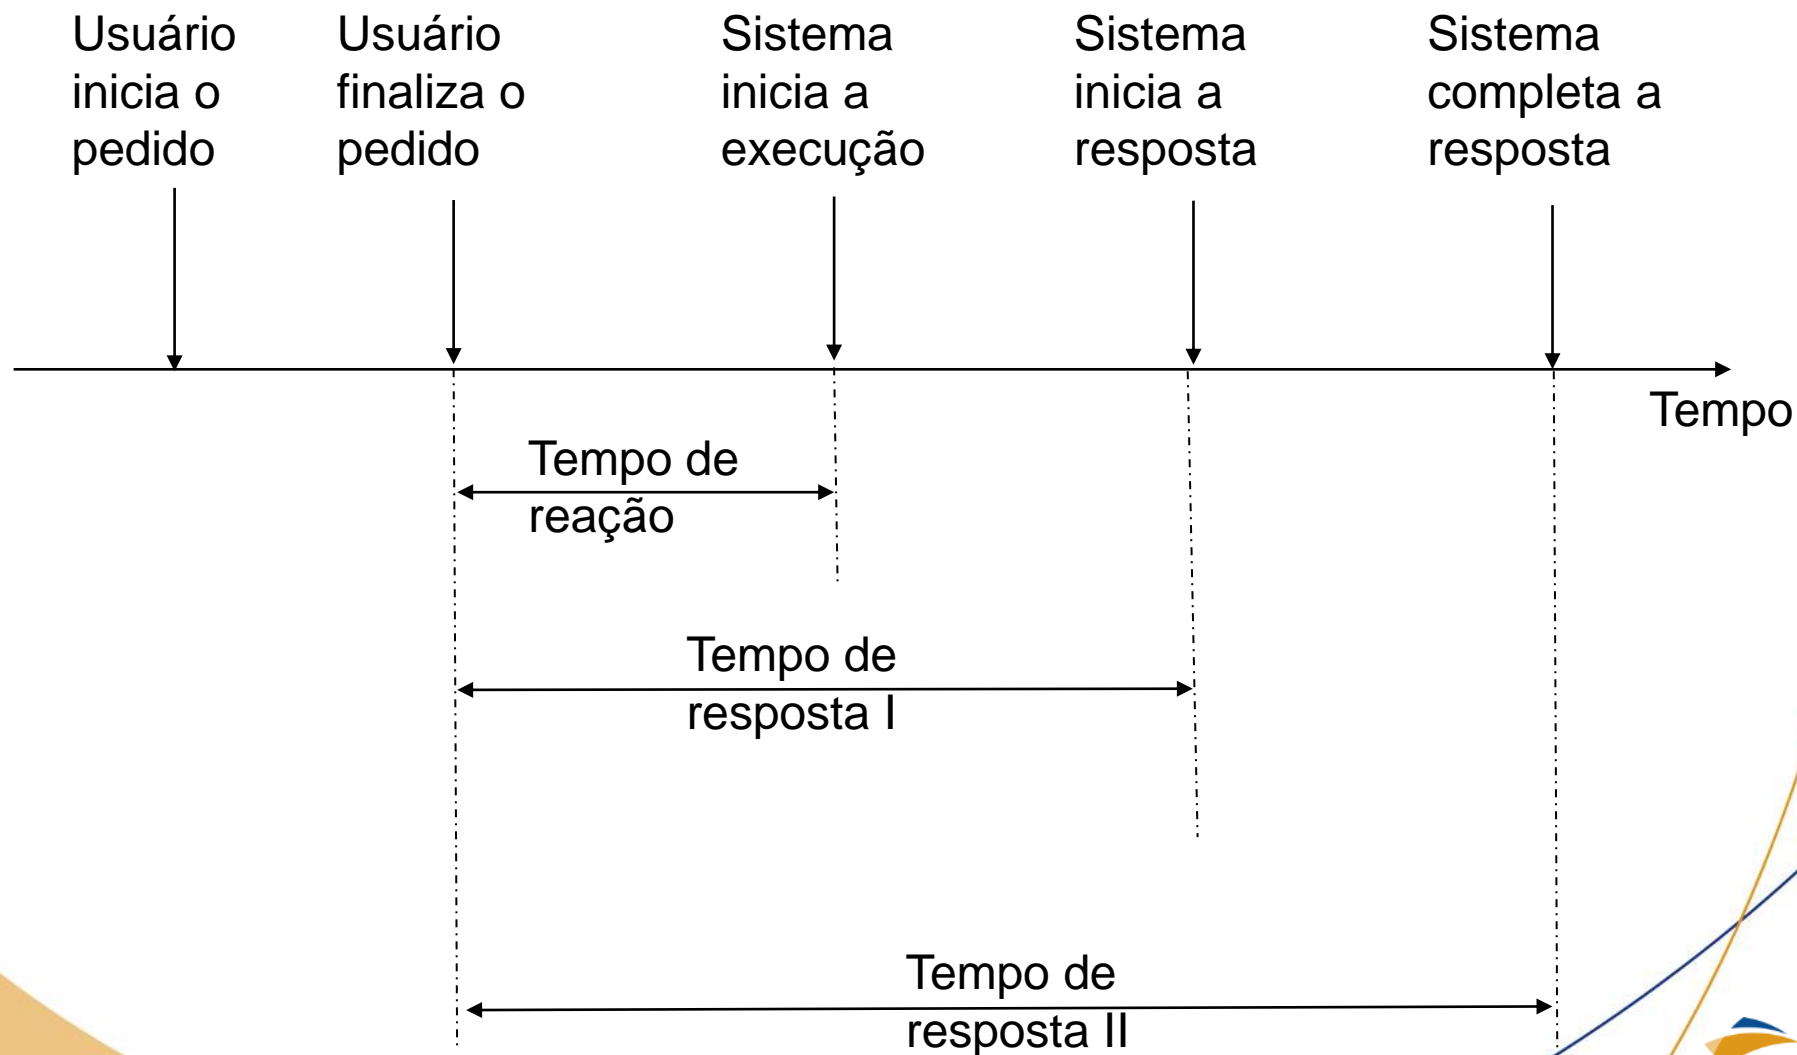 Usuário
inicia o
pedido
Usuário
finaliza o
pedido
Sistema
inicia a
execução
Sistema
inicia a
resposta
Sistema
completa a
resposta
Tempo
Tempo de
reação
Tempo de
resposta I
Tempo de
resposta II